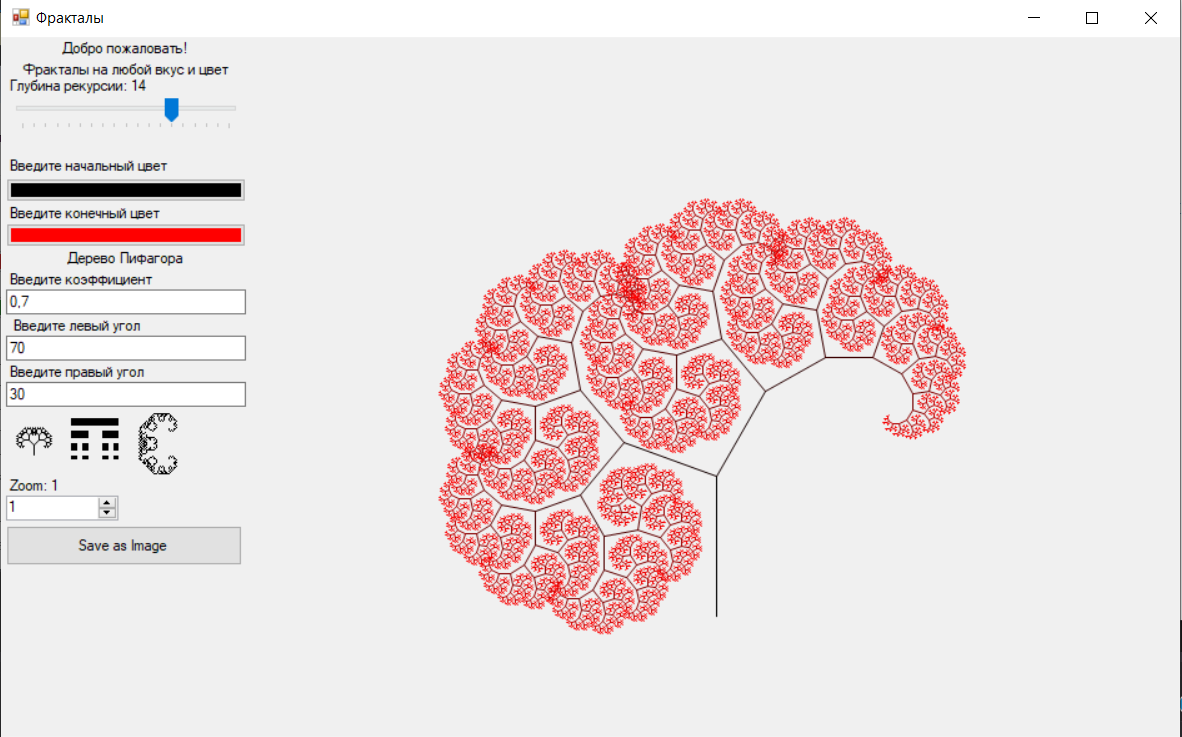 Фракталы
Добро пожаловать!
Фракталы на любой вкус и цвет
Глубина рекурсии: 14
Введите начальный цвет
Введите конечный цвет
Дерево Пифагора
Введите коэффициент
0,7
Введите левый угол
70
Введите правый угол
30
Zoom: 1
1
Save as Image